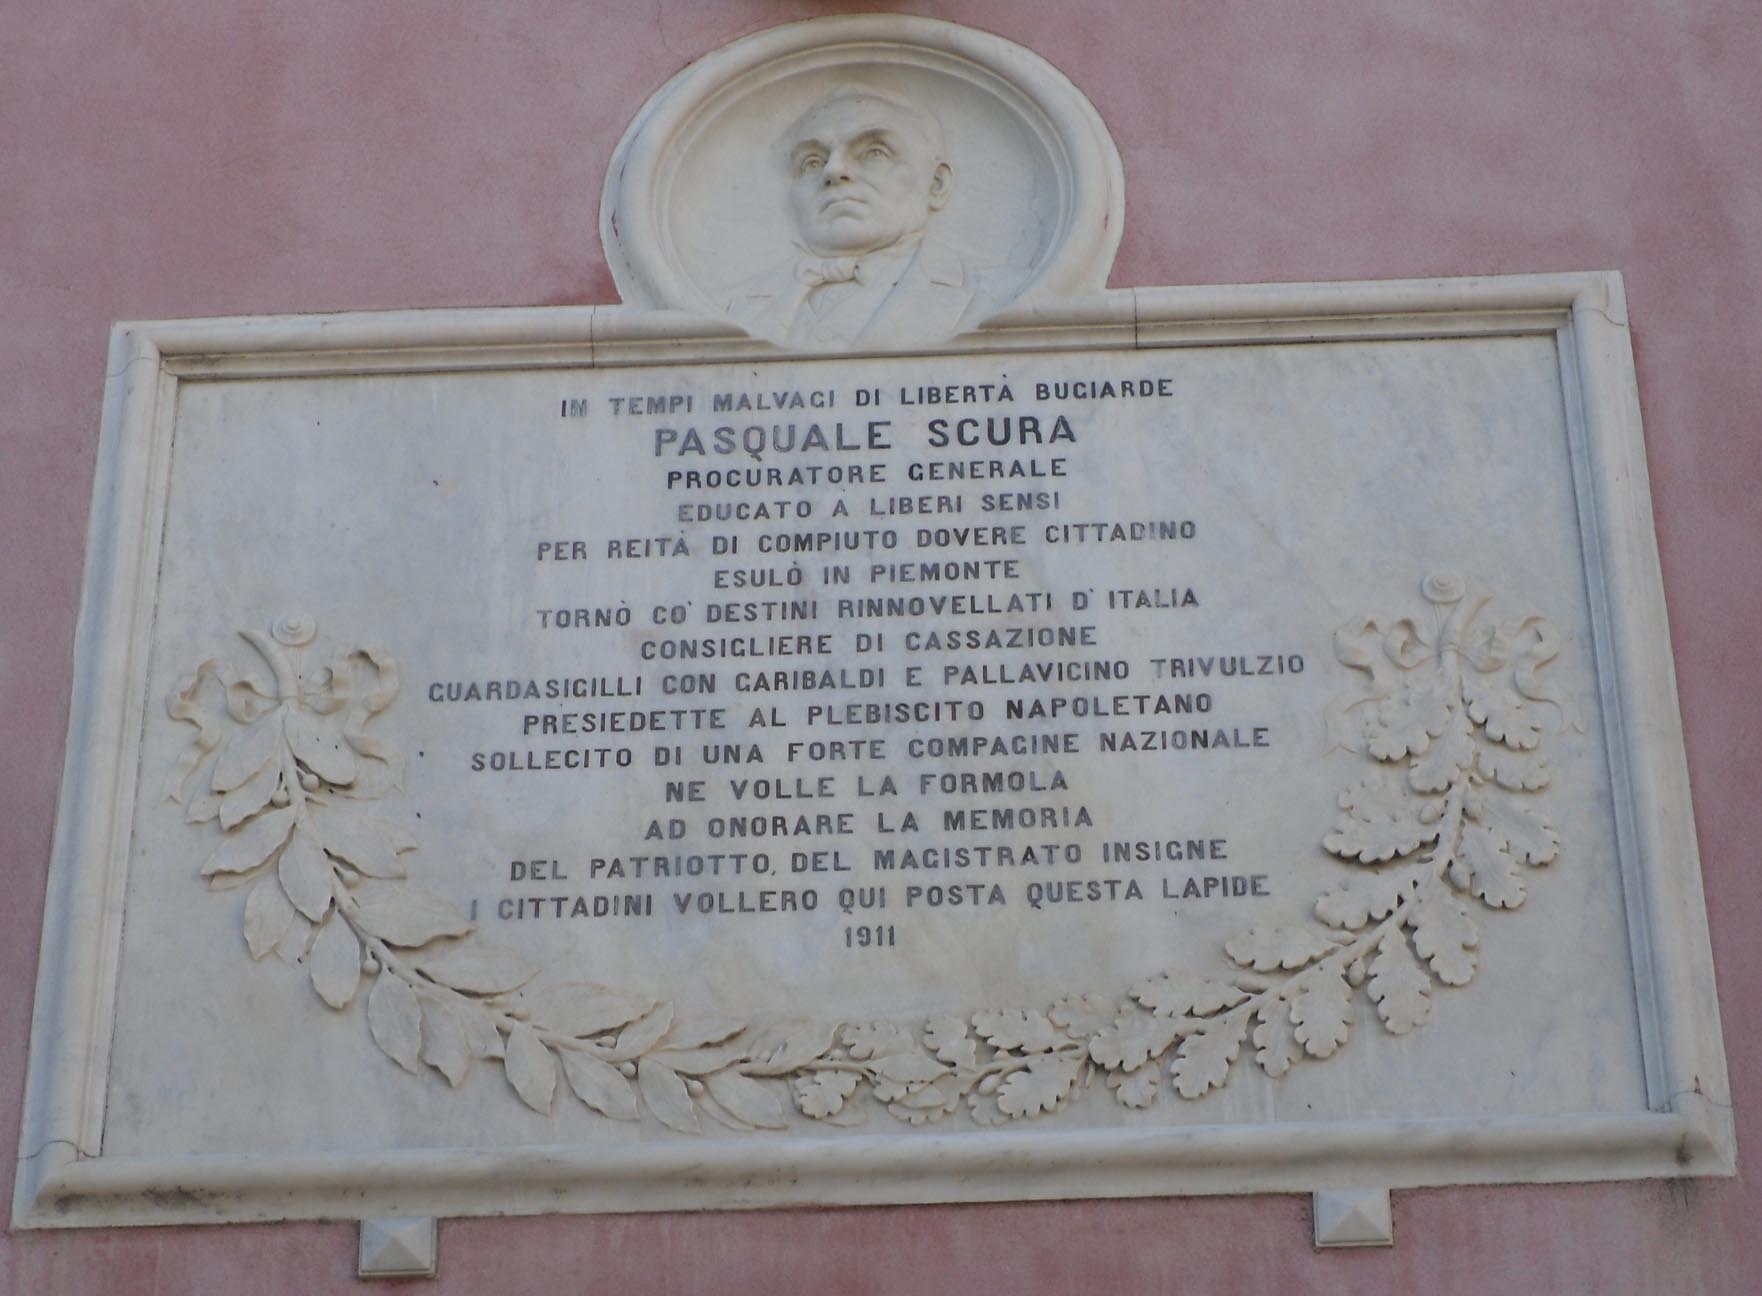 IN TEMPI MALVAGI DI LIBERTÀ BUGIARDE
PASQUALE SCURA
PROCURATORE GENERALE
EDUCATO A LIBERI SENSI
PER REITÀ DI COMPIUTO DOVERE CITTADINO
ESULÒ IN PIEMONTE
TORNÒ CO' DESTINI RINNOVELLATI D' ITALIA
CONSIGLIERE DI CASSAZIONE
GUARDASIGILLI CON GARIBALDI E PALLAVICINO TRIVULZIO
PRESIEDETTE AL PLEBISCITO NAPOLETANO
SOLLECITO DI UNA FORTE COMPAGINE NAZIONALE
NE VOLLE LA FORMOLA
AD ONORARE LA MEMORIA
DEL PATRIOTTO, DEL MAGISTRATO INSIGNE
I CITTADINI VOLLERO QUI POSTA QUESTA LAPIDE
1911